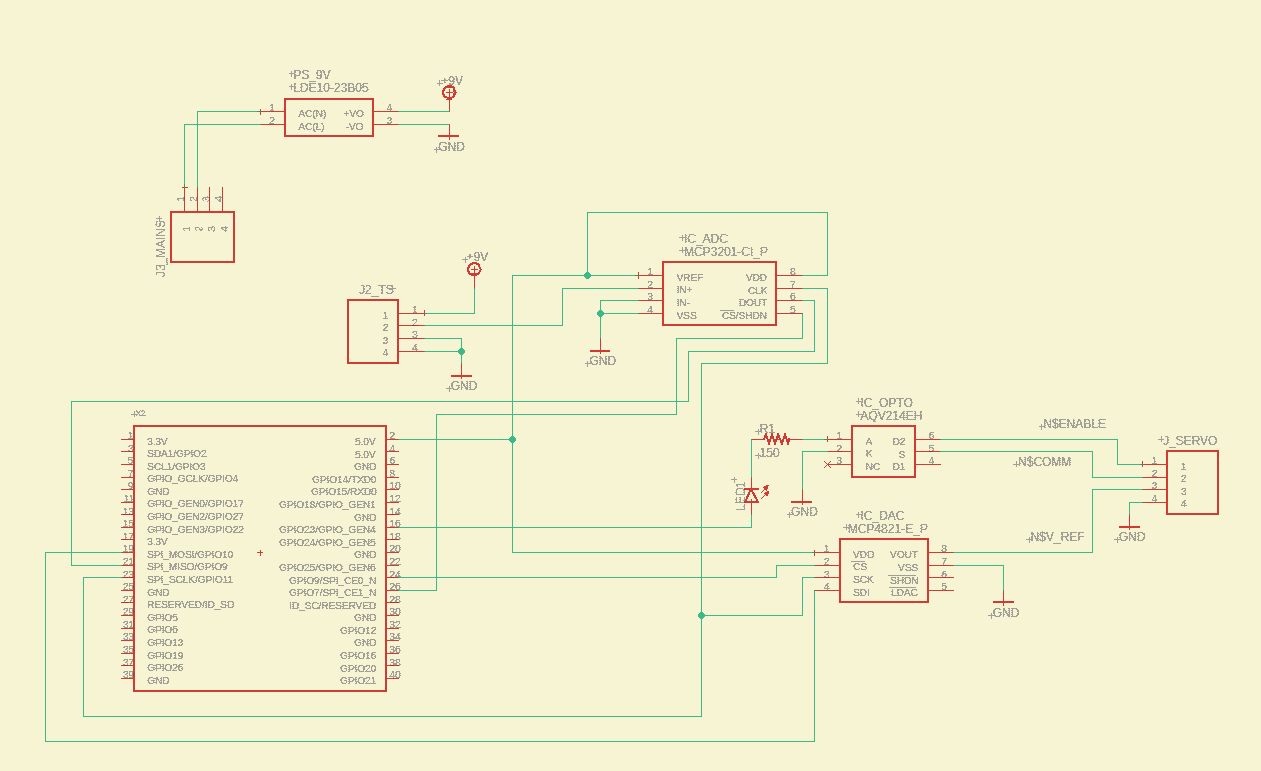 PS_9V
LDE10-23B05
+9V
1 AC(N) +VO 4
2 AC(L) -VO 3
GND
1 2 3 4
1 2 3 4
J3_MAINS
+9V
J2_TS
1 1
2 2
3 3
4 4
GND
IC_ADC
MCP3201-CI_P
1 VREF VDD 8
2 IN+ CLK 7
3 IN- DOUT 6
4 VSS CS/SHDN 5
GND
X2
1 3.3V 5.0V 2
3 SDA1/GPIO2 5.0V 4
5 SCL1/GPIO3 GND 6
7 GPIO_GCLK/GPIO4 GPIO14/TXD0 8
9 GND GPIO15/RXD0 10
11 GPIO_GEN0/GPIO17 GPIO18/GPIO_GEN1 12
13 GPIO_GEN2/GPIO27 GND 14
15 GPIO_GEN3/GPIO22 GPIO23/GPIO_GEN4 16
17 3.3V GPIO24/GPIO_GEN5 18
19 SPI_MOSI/GPIO10 GND 20
21 SPI_MISO/GPIO9 GPIO25/GPIO_GEN6 22
23 SPI_SCLK/GPIO11 GPIO9/SPI_CE0_N 24
25 GND GPIO7/SPI_CE1_N 26
27 RESERVED/ID_SO ID_SC/RESERVED 28
29 GPIO5 GND 30
31 GPIO6 GPIO12 32
33 GPIO13 GND 34
35 GPIO19 GPIO16 36
37 GPIO26 GPIO20 38
39 GND GPIO21 40
R1
150
LED1
IC_OPTO
AQV214EH
1 A D2 6
2 K S 5
3 NC D1 4
GND
N$ENABLE
N$COMM
N$V_REF
J_SERVO
1 1
2 2
3 3
4 4
GND
IC_DAC
MCP4821-E_P
1 VDD VOUT 8
2 CS VSS 7
3 SCK SHDN 6
4 SDI LDAC 5
GND